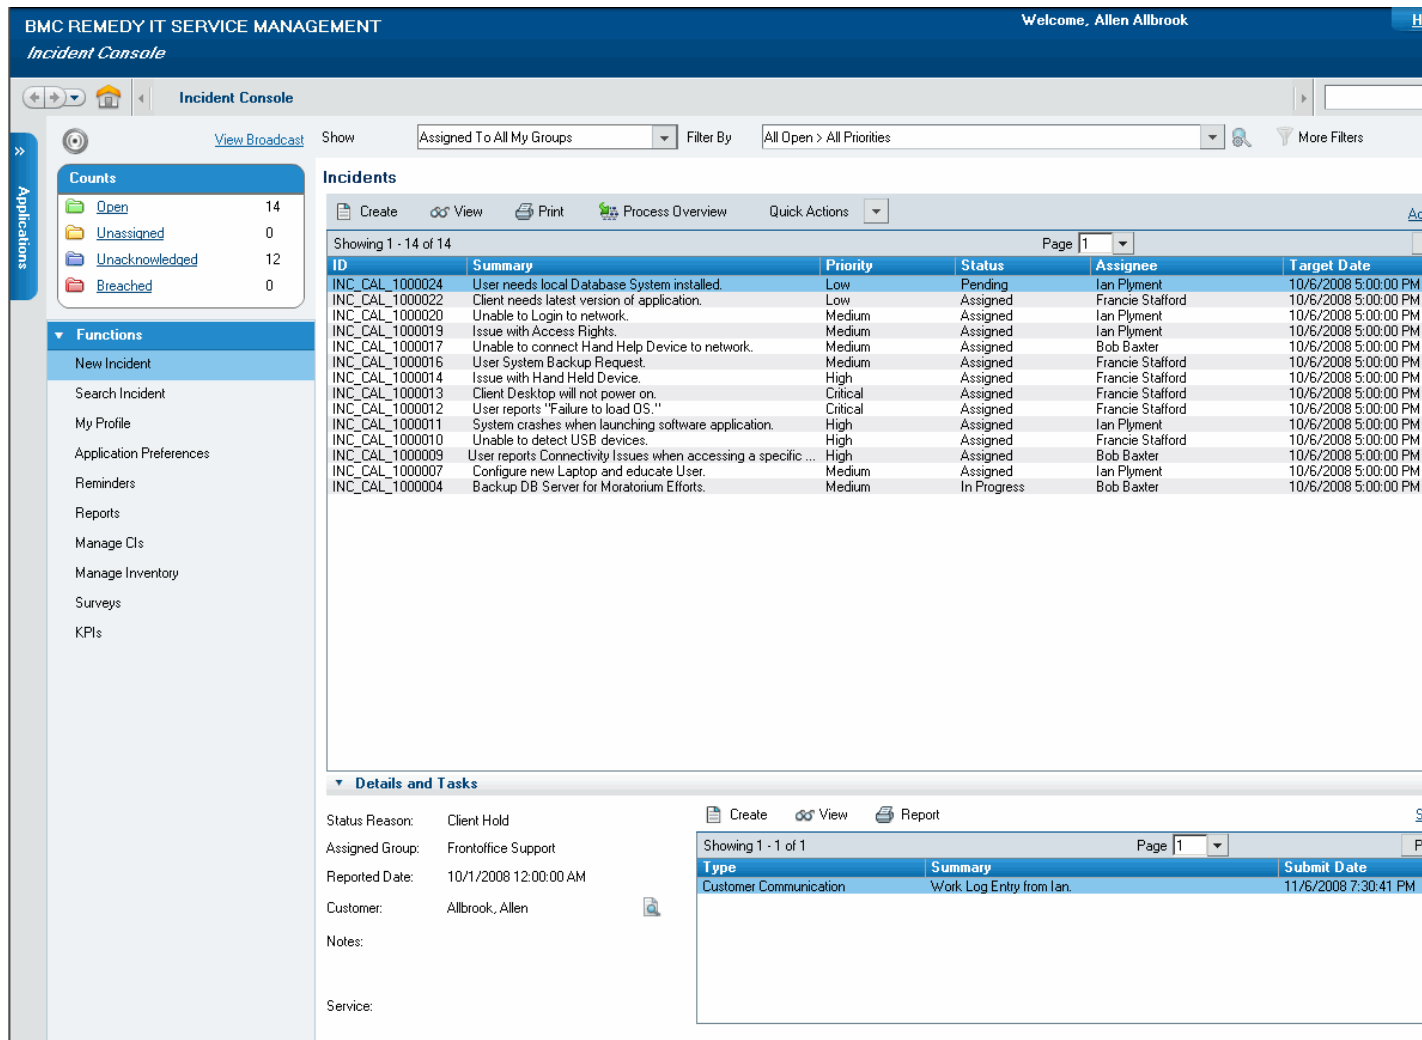 BMC REMEDY IT SERVICE MANAGEMENT
Welcome, Allen Allbrook
Incident Console
Incident Console
View Broadcast
Show Assigned To All My Groups Filter By All Open > All Priorities More Filters
Applications
Counts
Open 14
Unassigned 0
Unacknowledged 12
Breached 0
Functions
New Incident
Search Incident
My Profile
Application Preferences
Reminders
Reports
Manage CIs
Manage Inventory
Surveys
KPIs
Incidents
Create View Print Process Overview Quick Actions
Showing 1 - 14 of 14 Page 1
ID Summary Priority Status Assignee Target Date
INC_CAL_1000024 User needs local Database System installed. Low Pending Ian Plyment 10/6/2008 5:00:00 PM
INC_CAL_1000022 Client needs latest version of application. Low Assigned Francie Stafford 10/6/2008 5:00:00 PM
INC_CAL_1000020 Unable to Login to network. Medium Assigned Ian Plyment 10/6/2008 5:00:00 PM
INC_CAL_1000019 Issue with Access Rights. Medium Assigned Ian Plyment 10/6/2008 5:00:00 PM
INC_CAL_1000017 Unable to connect Hand Help Device to network. Medium Assigned Bob Baxter 10/6/2008 5:00:00 PM
INC_CAL_1000016 User System Backup Request. Medium Assigned Francie Stafford 10/6/2008 5:00:00 PM
INC_CAL_1000014 Issue with Hand Held Device. High Assigned Francie Stafford 10/6/2008 5:00:00 PM
INC_CAL_1000013 Client Desktop will not power on. Critical Assigned Francie Stafford 10/6/2008 5:00:00 PM
INC_CAL_1000012 User reports "Failure to load OS." Critical Assigned Francie Stafford 10/6/2008 5:00:00 PM
INC_CAL_1000011 System crashes when launching software application. High Assigned Ian Plyment 10/6/2008 5:00:00 PM
INC_CAL_1000010 Unable to detect USB devices. High Assigned Francie Stafford 10/6/2008 5:00:00 PM
INC_CAL_1000009 User reports Connectivity Issues when accessing a specific ... High Assigned Bob Baxter 10/6/2008 5:00:00 PM
INC_CAL_1000007 Configure new Laptop and educate User. Medium Assigned Ian Plyment 10/6/2008 5:00:00 PM
INC_CAL_1000004 Backup DB Server for Moratorium Efforts. Medium In Progress Bob Baxter 10/6/2008 5:00:00 PM
Details and Tasks
Status Reason: Client Hold
Assigned Group: Frontoffice Support
Reported Date: 10/1/2008 12:00:00 AM
Customer: Allbrook, Allen
Notes:
Service:
Create View Report
Showing 1 - 1 of 1 Page 1
Type Summary Submit Date
Customer Communication Work Log Entry from Ian. 11/6/2008 7:30:41 PM